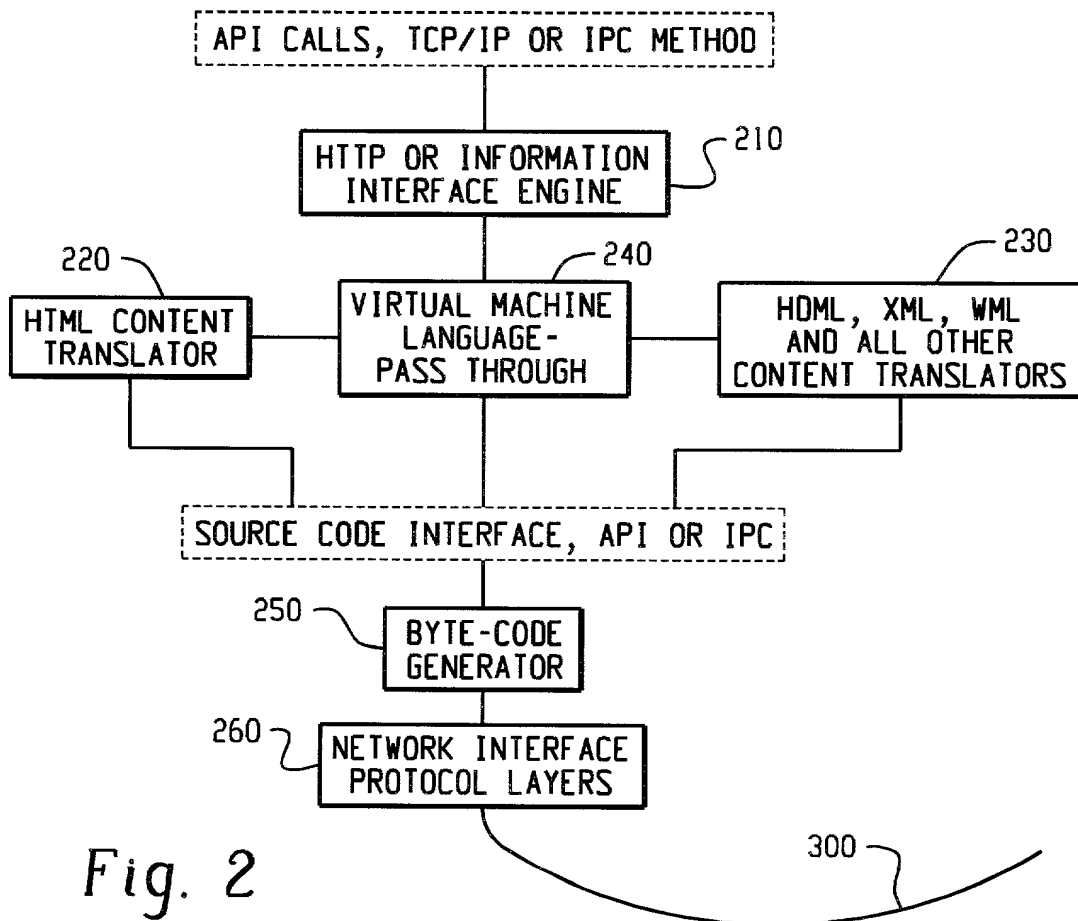 API CALLS, TCP/IP OR IPC METHOD
210
HTTP OR INFORMATION
INTERFACE ENGINE
220
240
230
HTML CONTENT
TRANSLATOR
VIRTUAL MACHINE
LANGUAGE-
PASS THROUGH
HDML, XML, WML
AND ALL OTHER
CONTENT TRANSLATORS
SOURCE CODE INTERFACE, API OR IPC
250
BYTE-CODE
GENERATOR
260
NETWORK INTERFACE
PROTOCOL LAYERS
300
Fig. 2